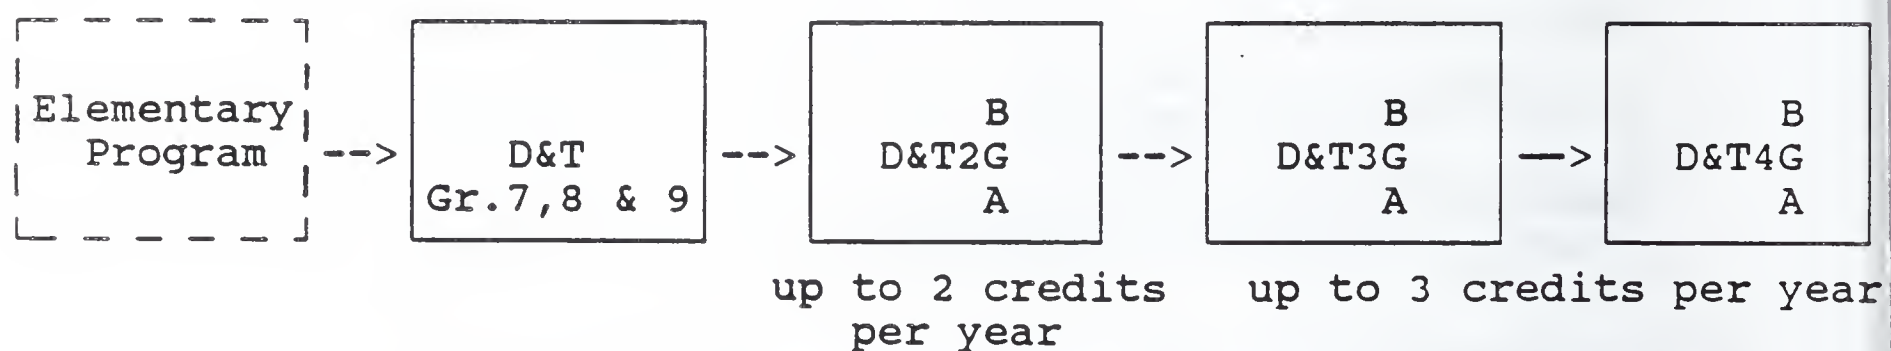 Elementary
Program
-->
D&T
Gr.7,8 & 9
-->
B
D&T2G
A
-->
B
D&T3G
A
-->
B
D&T4G
A
up to 2 credits
per year
up to 3 credits per year